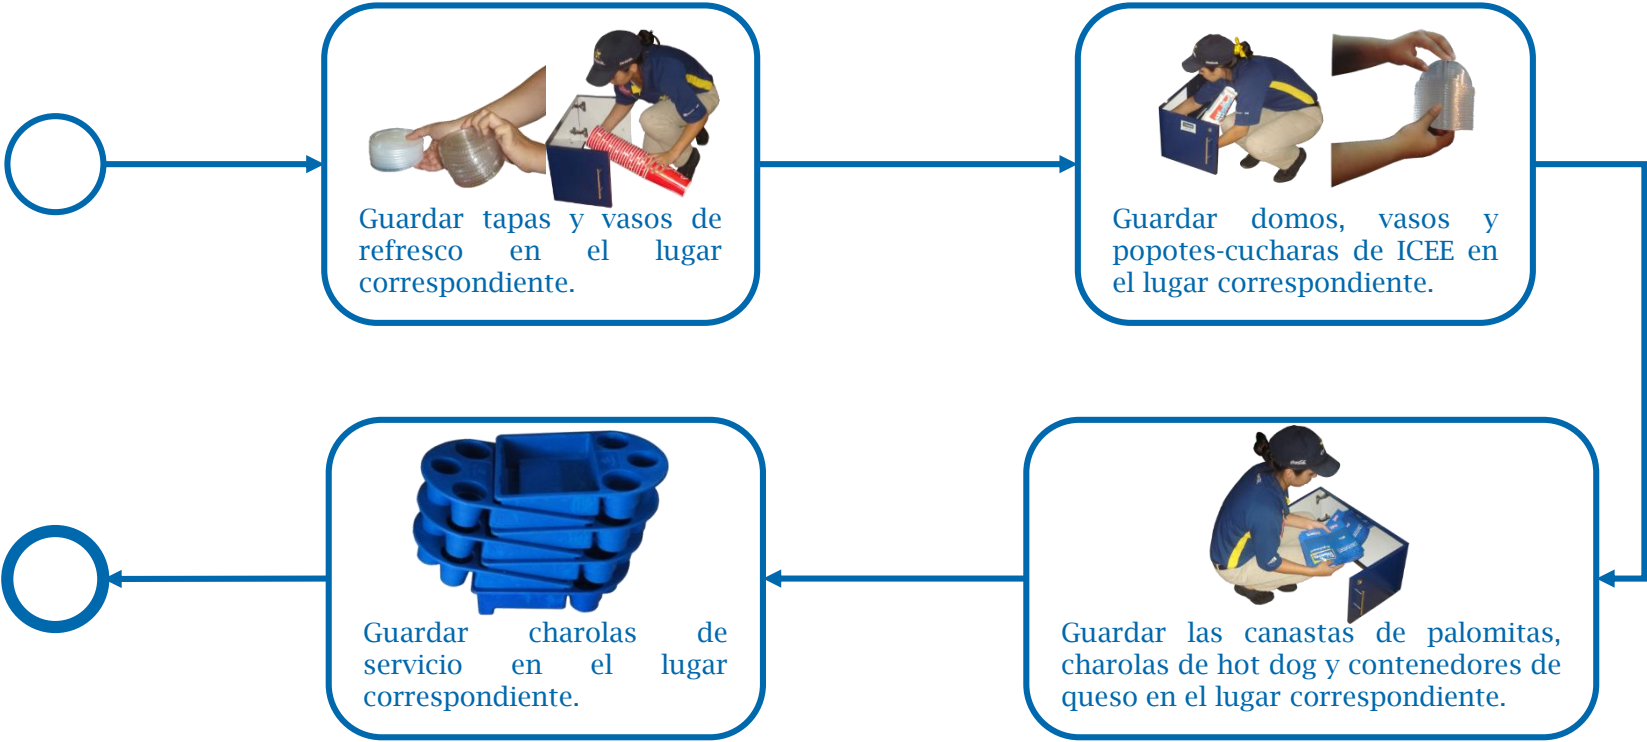 Guardar tapas y vasos de
refresco en el lugar
correspondiente.
Guardar domos, vasos y
popotes-cucharas de ICEE en
el lugar correspondiente.
Guardar las canastas de palomitas,
charolas de hot dog y contenedores de
queso en el lugar correspondiente.
Guardar charolas de
servicio en el lugar
correspondiente.